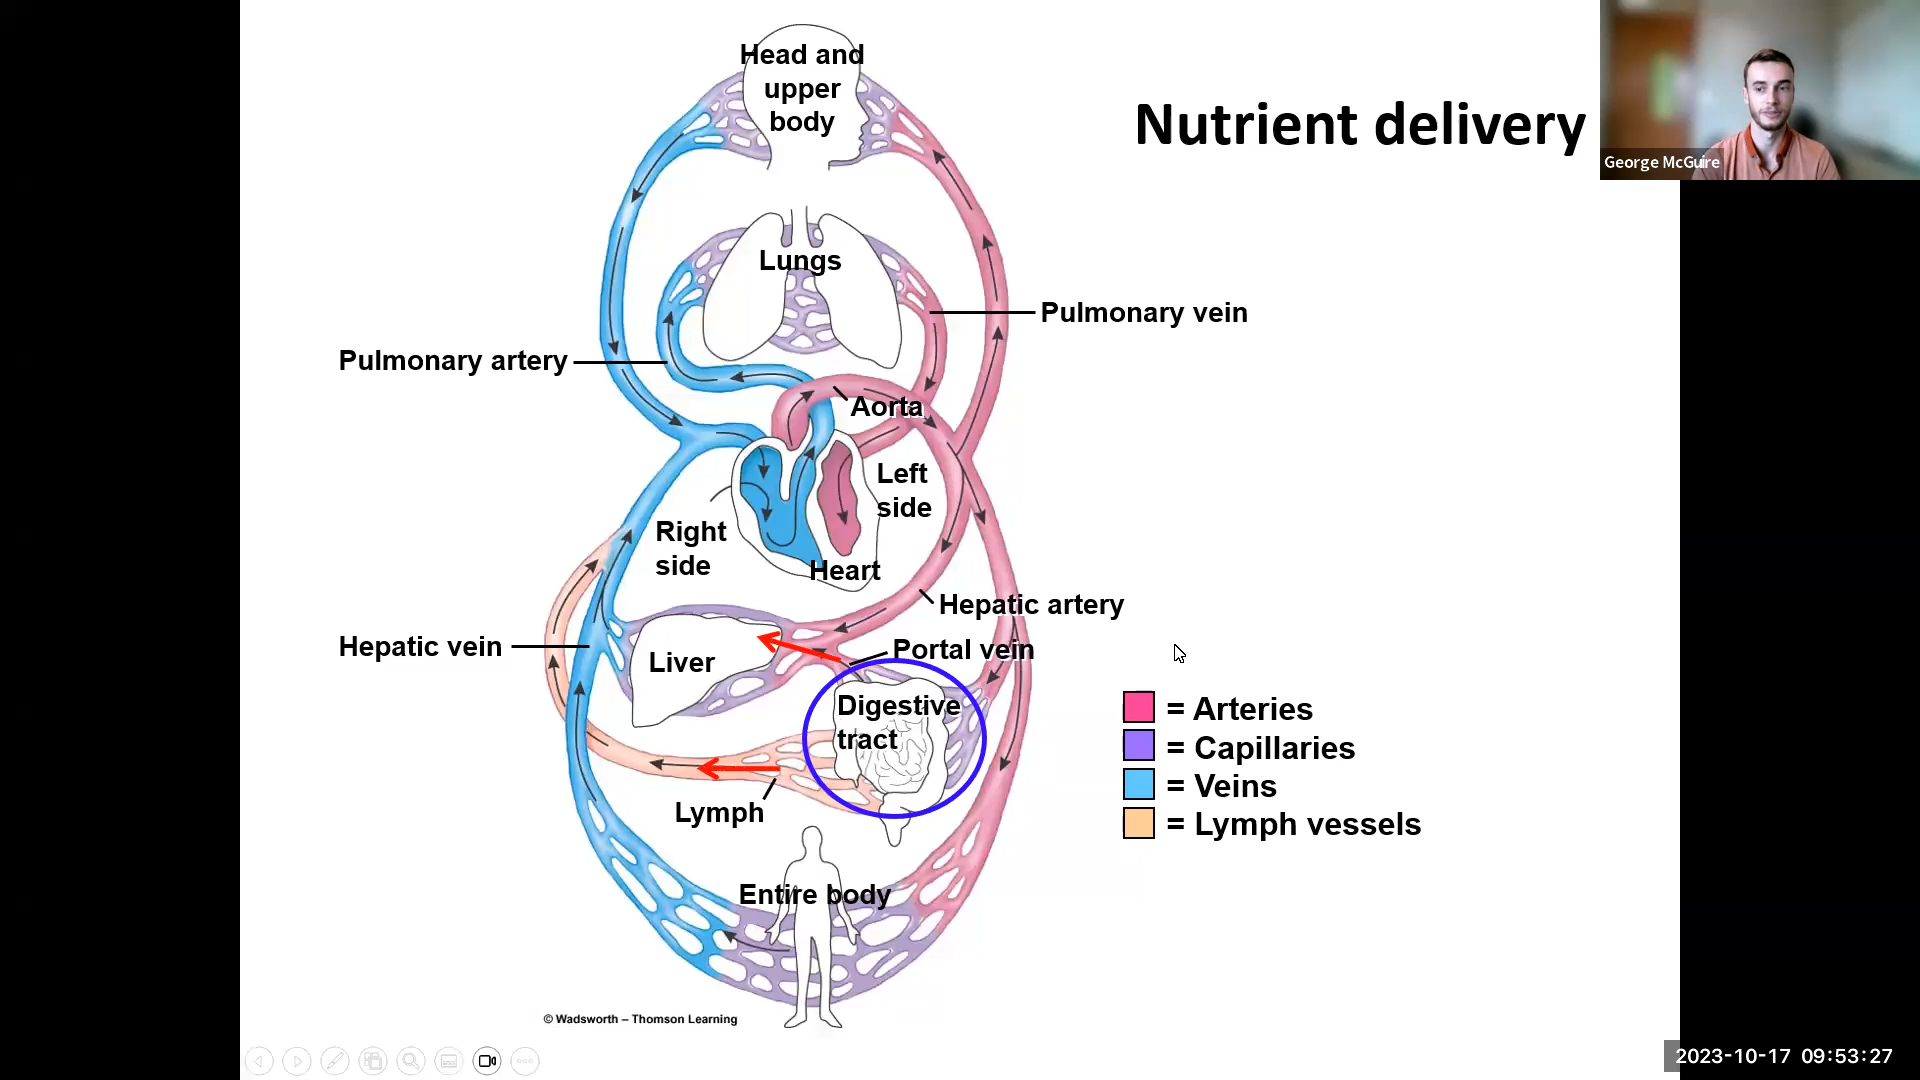 Head and
upper
body
Nutrient delivery
George McGuire
Lungs
Pulmonary vein
Pulmonary artery
Aorta
Left
side
Right
side
Heart
Hepatic artery
Hepatic vein
Portal vein
Liver
Digestive
tract
= Arteries
= Capillaries
= Veins
= Lymph vessels
Lymph
Entire body
© Wadsworth – Thomson Learning
2023-10-17 09:53:27